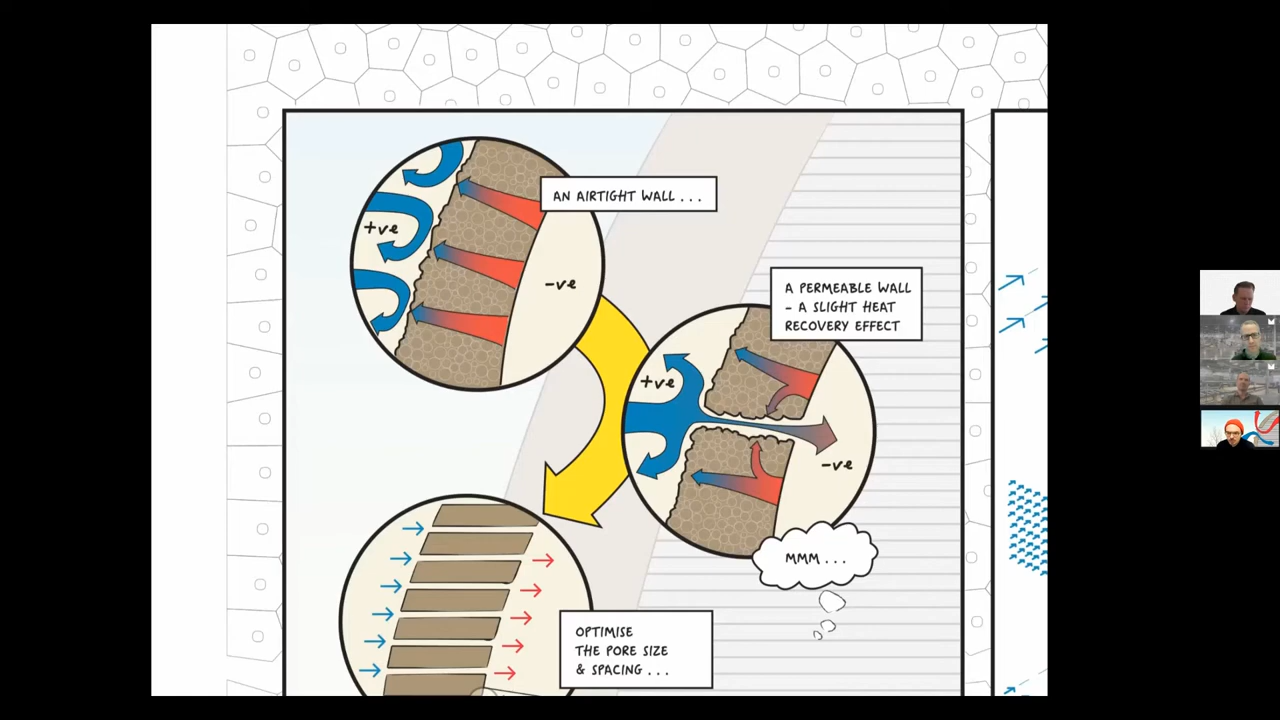 AN AIRTIGHT WALL . . .
+ve
-ve
A PERMEABLE WALL
- A SLIGHT HEAT
RECOVERY EFFECT
+ve
-ve
MMM . . .
OPTIMISE
THE PORE SIZE
& SPACING . . .